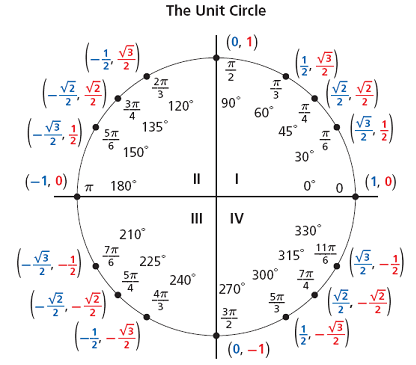 The Unit Circle
(0, 1)
(-1/2, √3/2)
(1/2, √3/2)
π/2
2π/3
π/3
(-√2/2, √2/2)
(√2/2, √2/2)
3π/4
120°
90°
60°
π/4
(-√3/2, 1/2)
135°
45°
(√3/2, 1/2)
5π/6
150°
30°
π/6
(-1, 0)
π
180°
II
I
0°
0
(1, 0)
III
IV
210°
330°
7π/6
225°
315°
11π/6
(-√3/2, -1/2)
(√3/2, -1/2)
5π/4
240°
270°
300°
7π/4
4π/3
5π/3
(-√2/2, -√2/2)
(√2/2, -√2/2)
3π/2
(-1/2, -√3/2)
(1/2, -√3/2)
(0, -1)